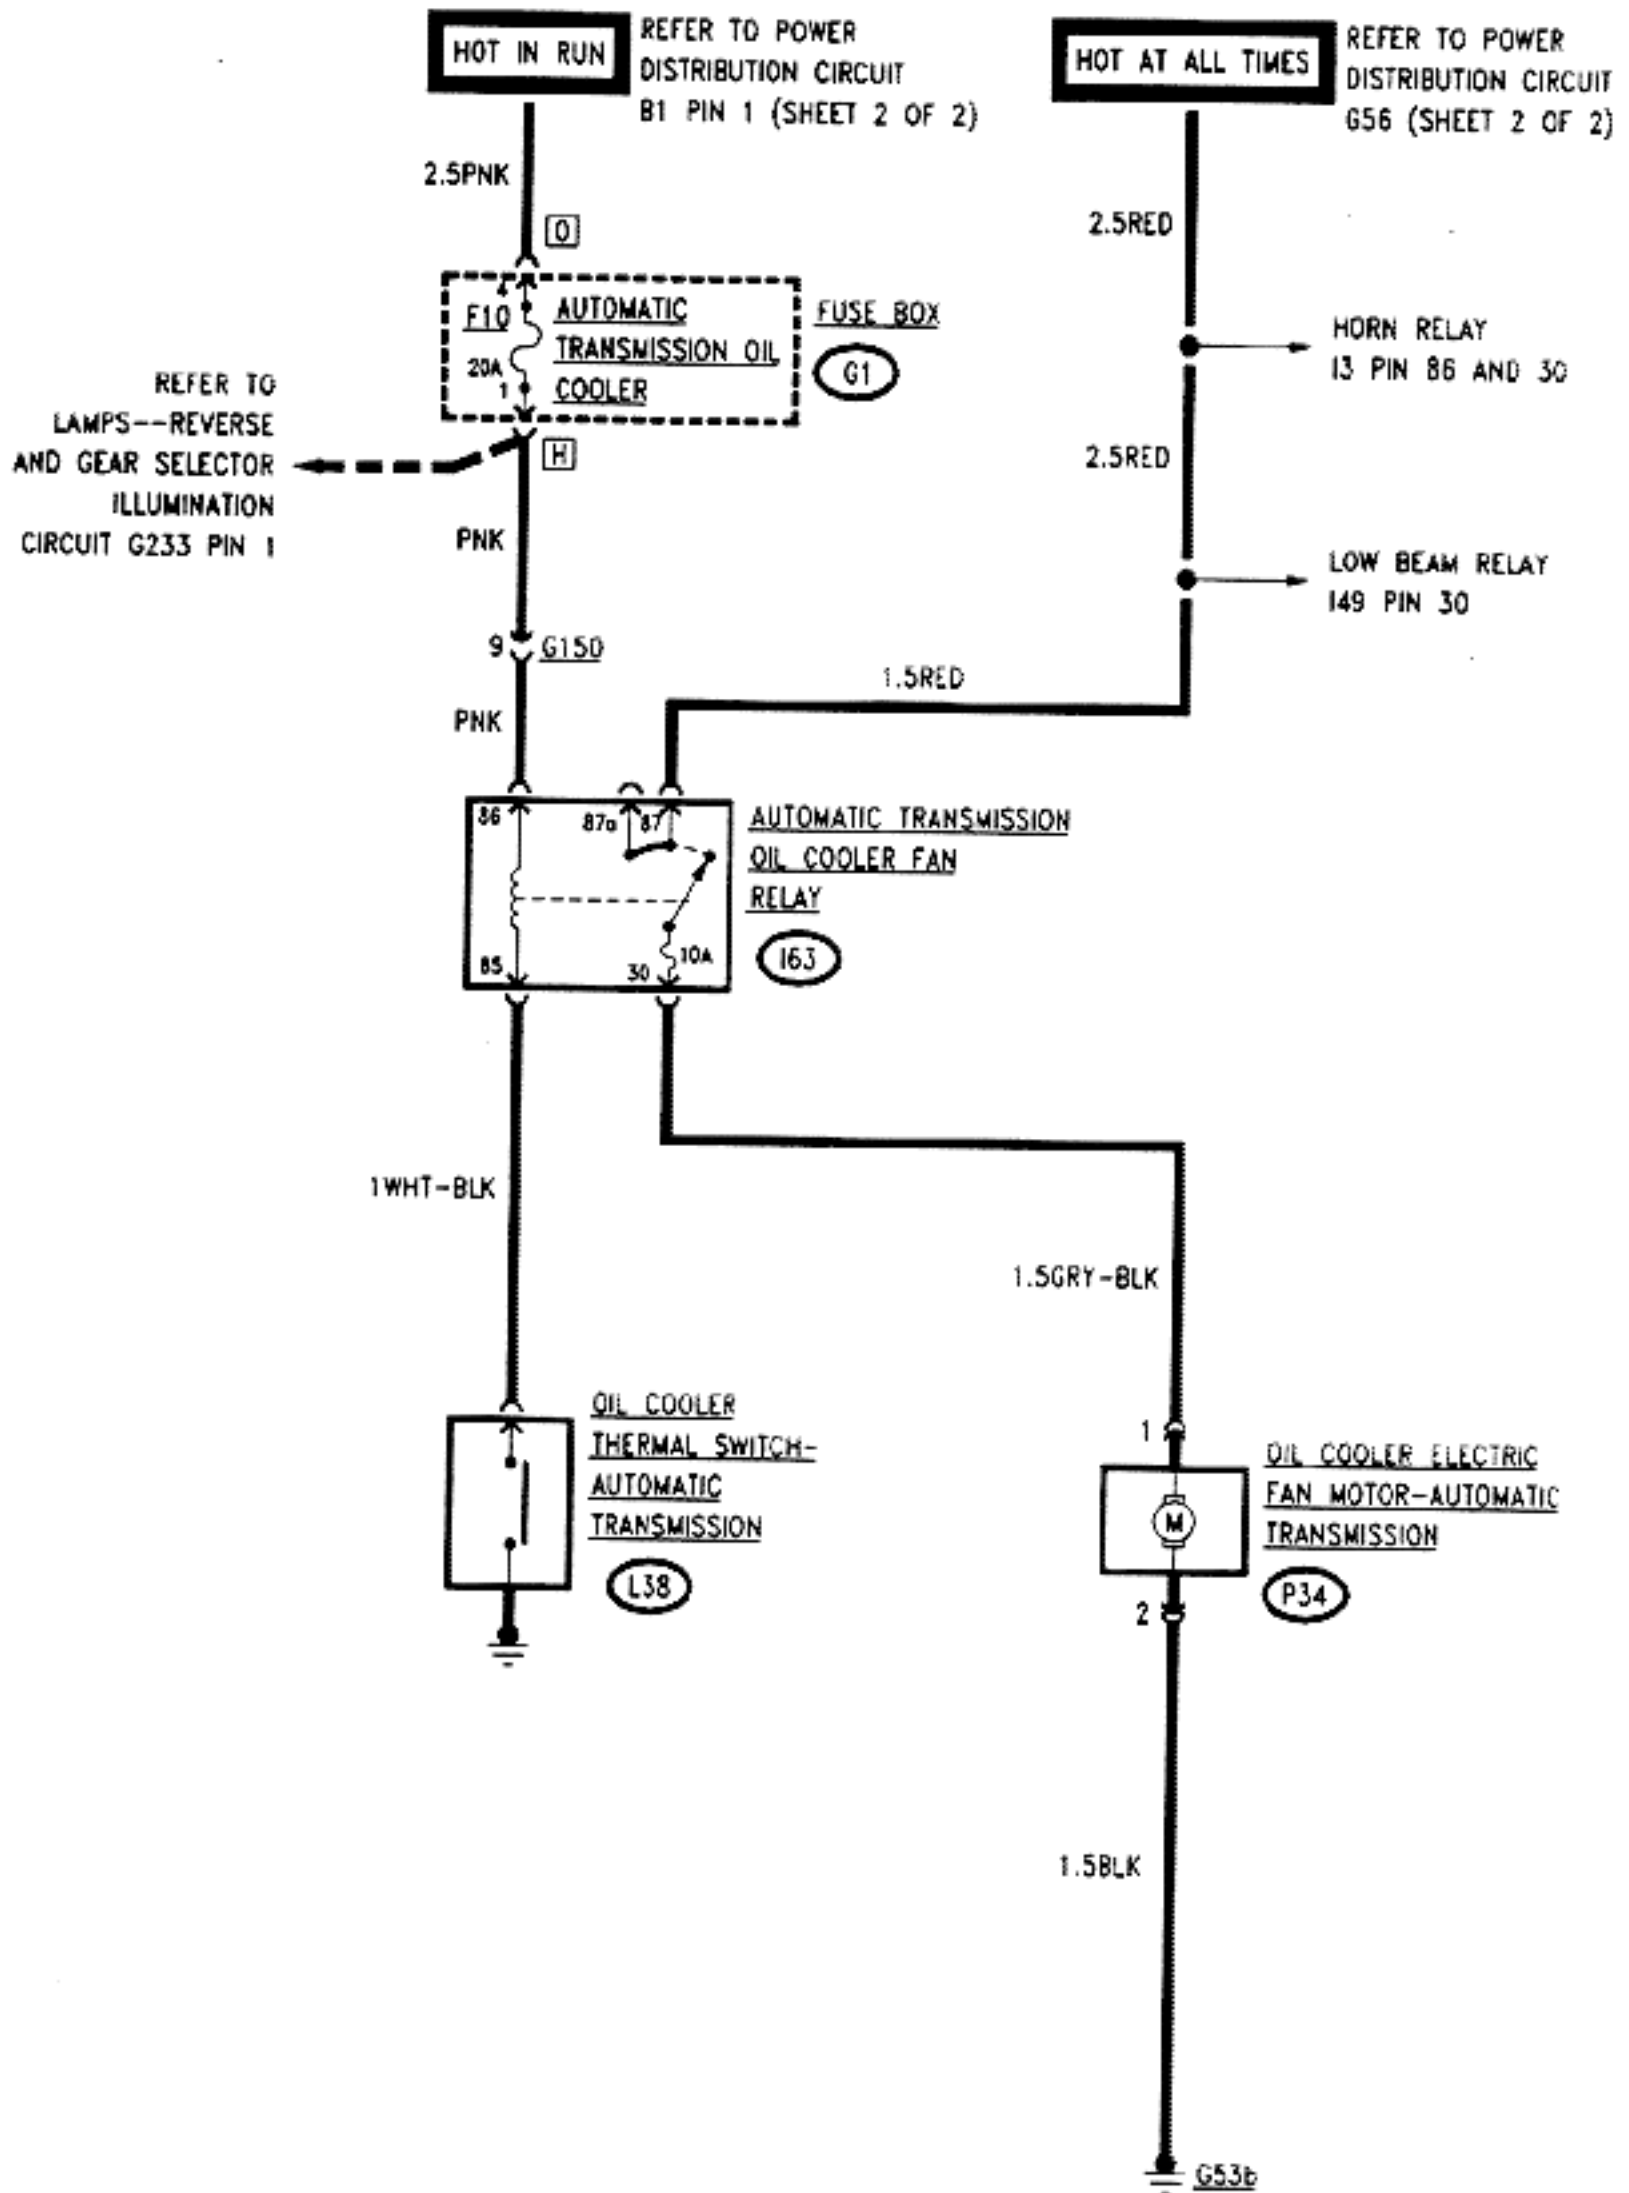 HOT IN RUN
REFER TO POWER
DISTRIBUTION CIRCUIT
B1 PIN 1 (SHEET 2 OF 2)
HOT AT ALL TIMES
REFER TO POWER
DISTRIBUTION CIRCUIT
G56 (SHEET 2 OF 2)
2.5PNK
O
2.5RED
4
F10
20A
1
AUTOMATIC
TRANSMISSION OIL
COOLER
FUSE BOX
G1
HORN RELAY
I3 PIN 86 AND 30
REFER TO
LAMPS--REVERSE
AND GEAR SELECTOR
ILLUMINATION
CIRCUIT G233 PIN 1
H
2.5RED
PNK
LOW BEAM RELAY
I49 PIN 30
9
G150
1.5RED
PNK
86
87a
87
85
30
10A
AUTOMATIC TRANSMISSION
OIL COOLER FAN
RELAY
I63
1WHT-BLK
1.5GRY-BLK
OIL COOLER
THERMAL SWITCH-
AUTOMATIC
TRANSMISSION
L38
1
M
2
OIL COOLER ELECTRIC
FAN MOTOR-AUTOMATIC
TRANSMISSION
P34
1.5BLK
G53b